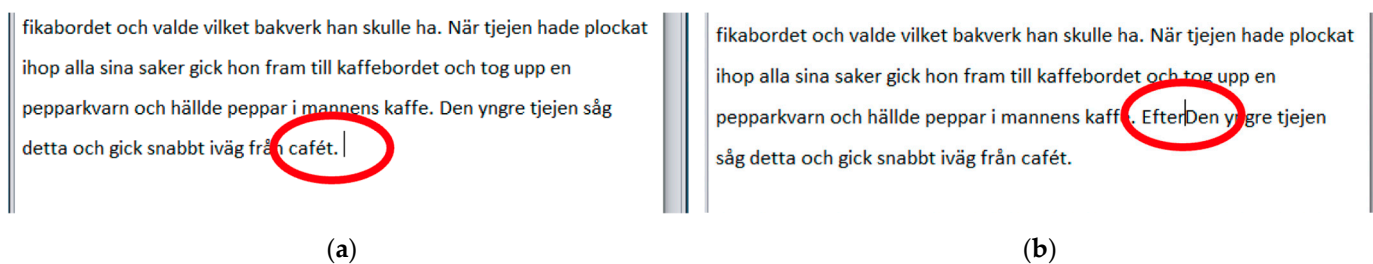 fikabordet och valde vilket bakverk han skulle ha. När tjejen hade plockat
ihop alla sina saker gick hon fram till kaffebordet och tog upp en
pepparkvarn och hällde peppar i mannens kaffe. Den yngre tjejen såg
detta och gick snabbt iväg från cafét.
(a)
fikabordet och valde vilket bakverk han skulle ha. När tjejen hade plockat
ihop alla sina saker gick hon fram till kaffebordet och tog upp en
pepparkvarn och hällde peppar i mannens kaffe. EfterDen yngre tjejen
såg detta och gick snabbt iväg från cafét.
(b)